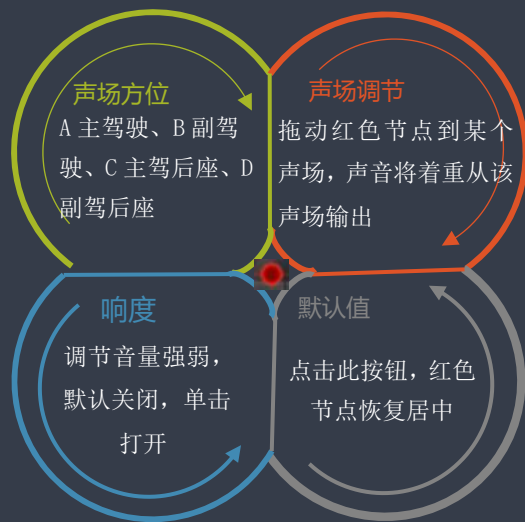 声场方位
A 主驾驶、B 副驾
驶、C 主驾后座、D
副驾后座
声场调节
拖动红色节点到某个
声场，声音将着重从该
声场输出
响度
调节音量强弱，
默认关闭，单击
打开
默认值
点击此按钮，红色
节点恢复居中